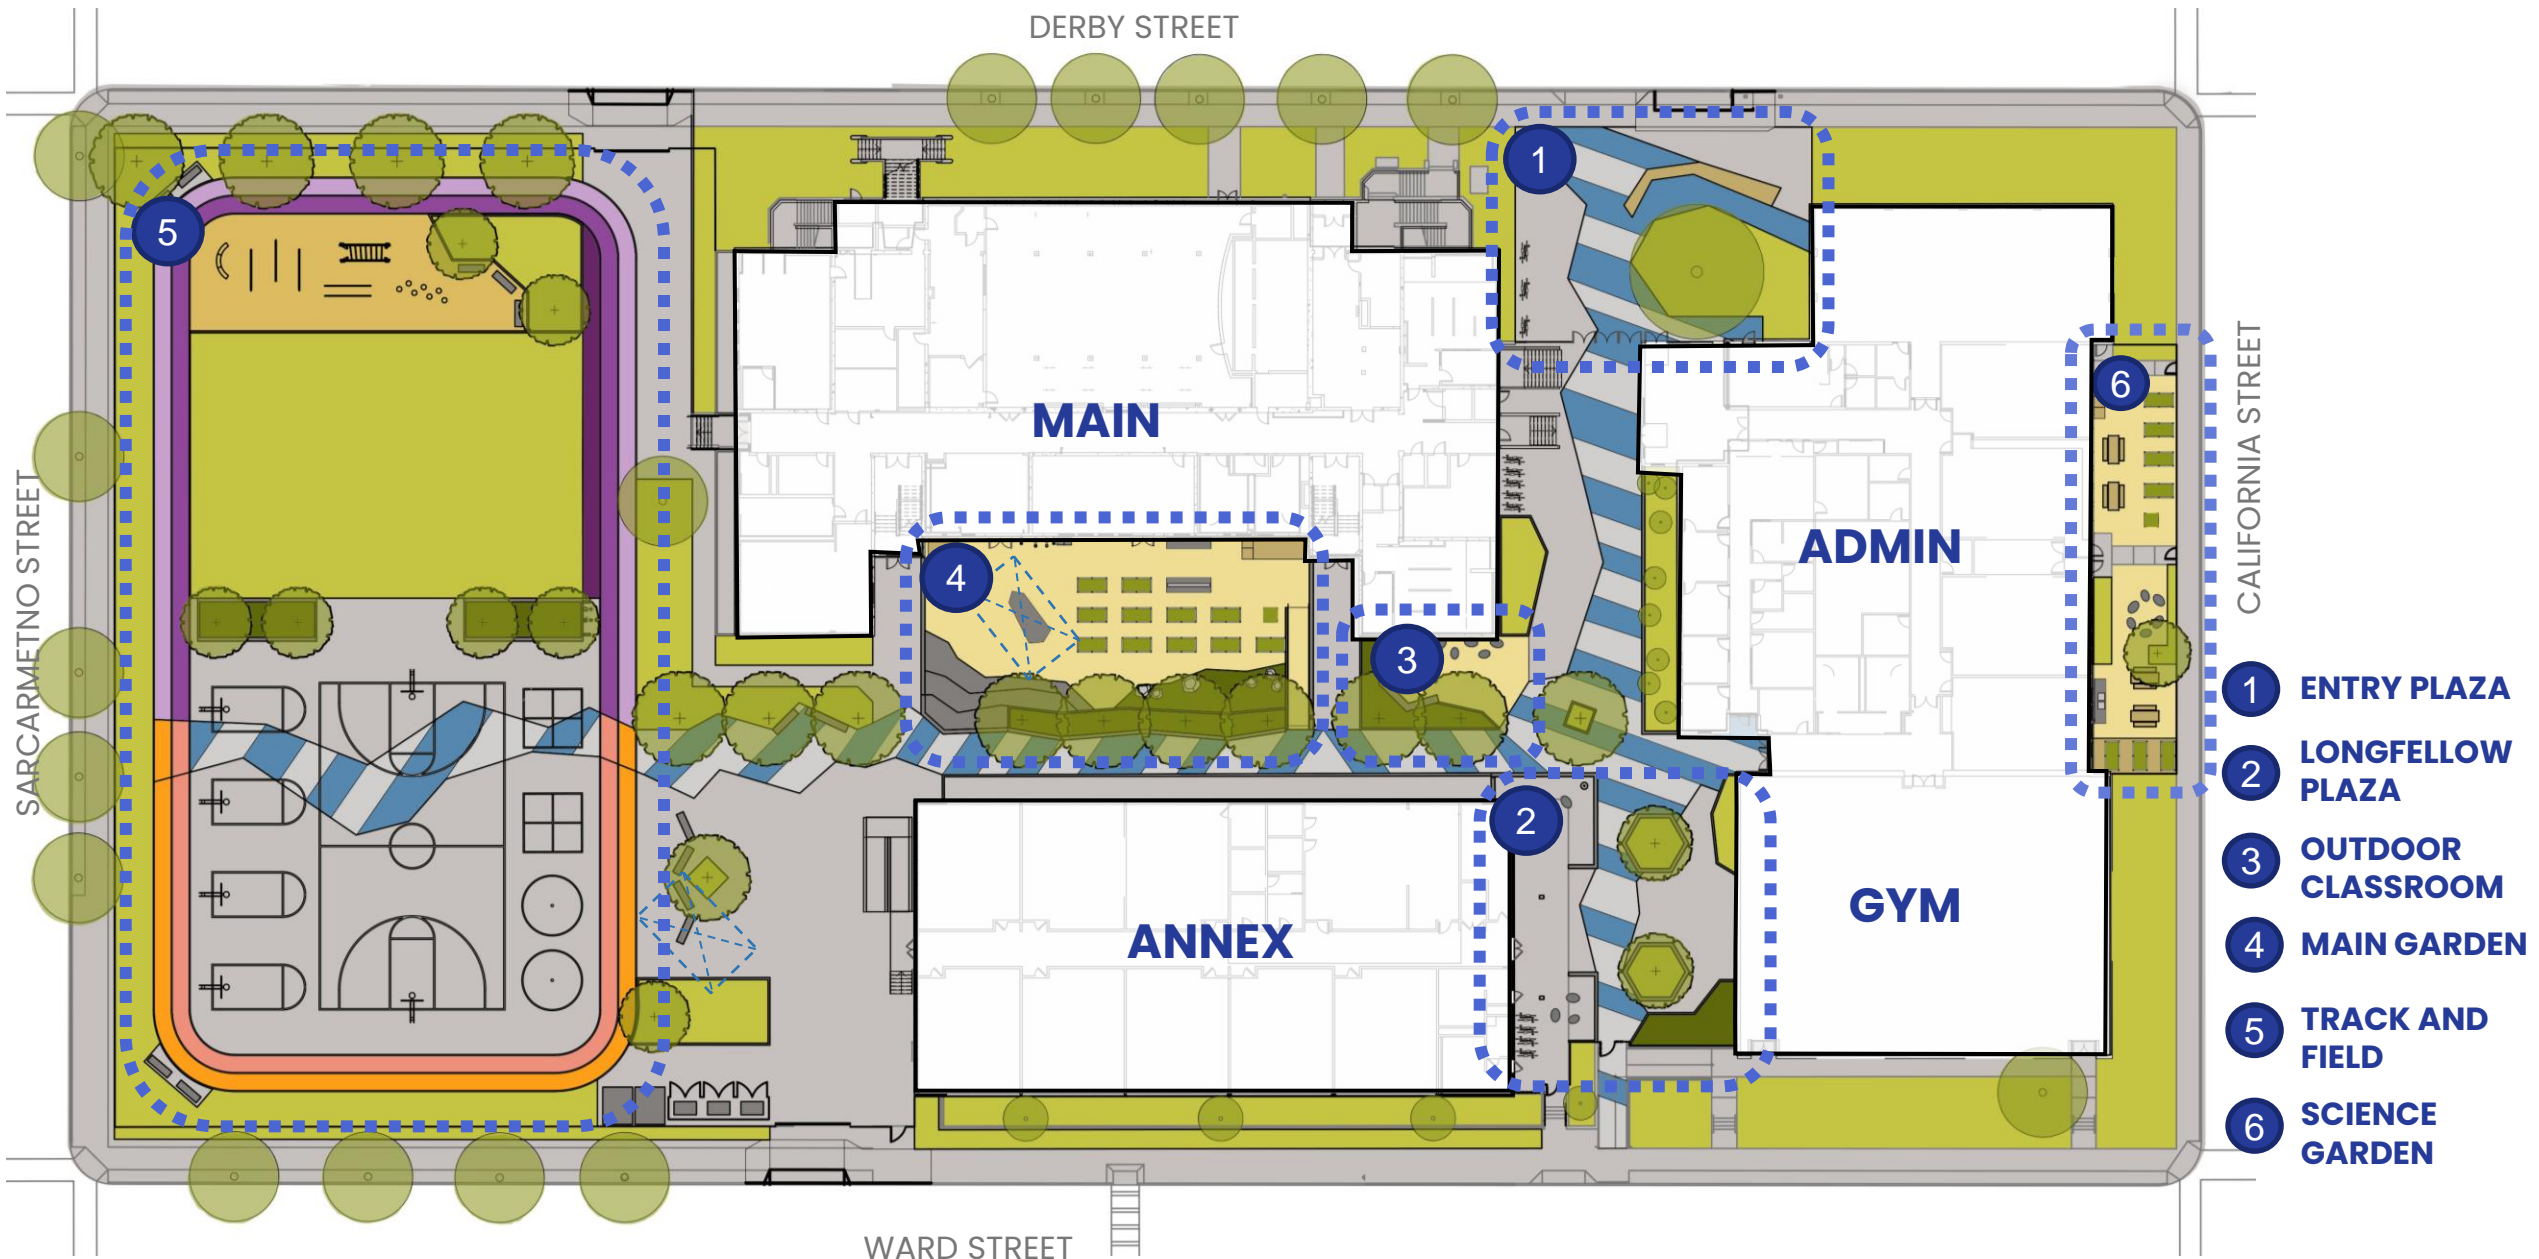 DERBY STREET
1
5
MAIN
6
CALIFORNIA STREET
SARCARMETNO STREET
4
ADMIN
3
2
ANNEX
GYM
1 ENTRY PLAZA
2 LONGFELLOW
PLAZA
3 OUTDOOR
CLASSROOM
4 MAIN GARDEN
5 TRACK AND
FIELD
6 SCIENCE
GARDEN
WARD STREET